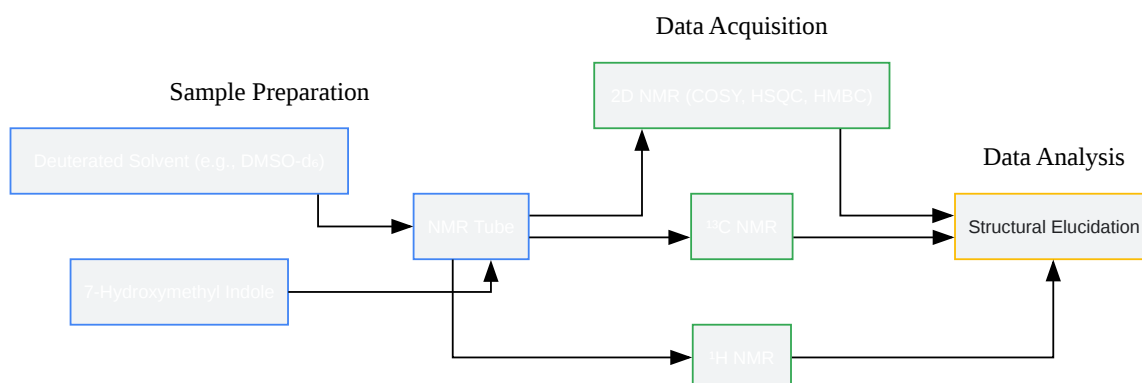 Data Acquisition
Sample Preparation
2D NMR (COSY, HSQC, HMBC)
Deuterated Solvent (e.g., DMSO-d₆)
Data Analysis
NMR Tube
¹³C NMR
Structural Elucidation
7-Hydroxymethyl Indole
¹H NMR